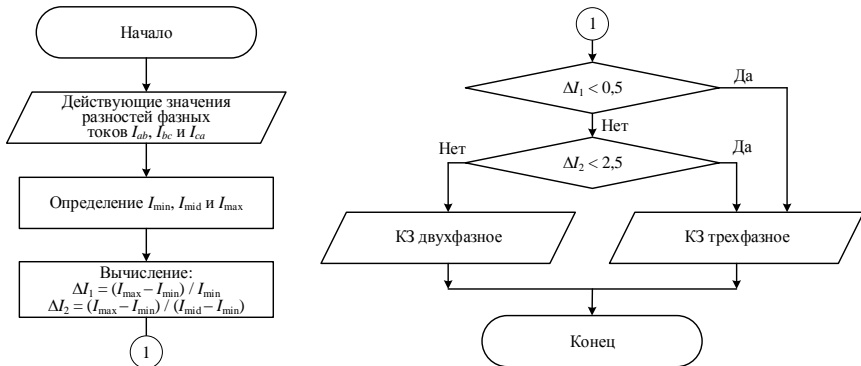 Начало
Действующие значения
разностей фазных
токов Iab, Ibc и Ica
Определение Imin, Imid и Imax
Вычисление:
ΔI1 = (Imax – Imin) / Imin
ΔI2 = (Imax – Imin) / (Imid – Imin)
1
1
ΔI1 < 0,5
Да
Нет
Нет
ΔI2 < 2,5
Да
КЗ двухфазное
КЗ трехфазное
Конец